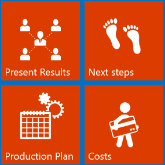 Present Results
Next steps
Production Plan
Costs